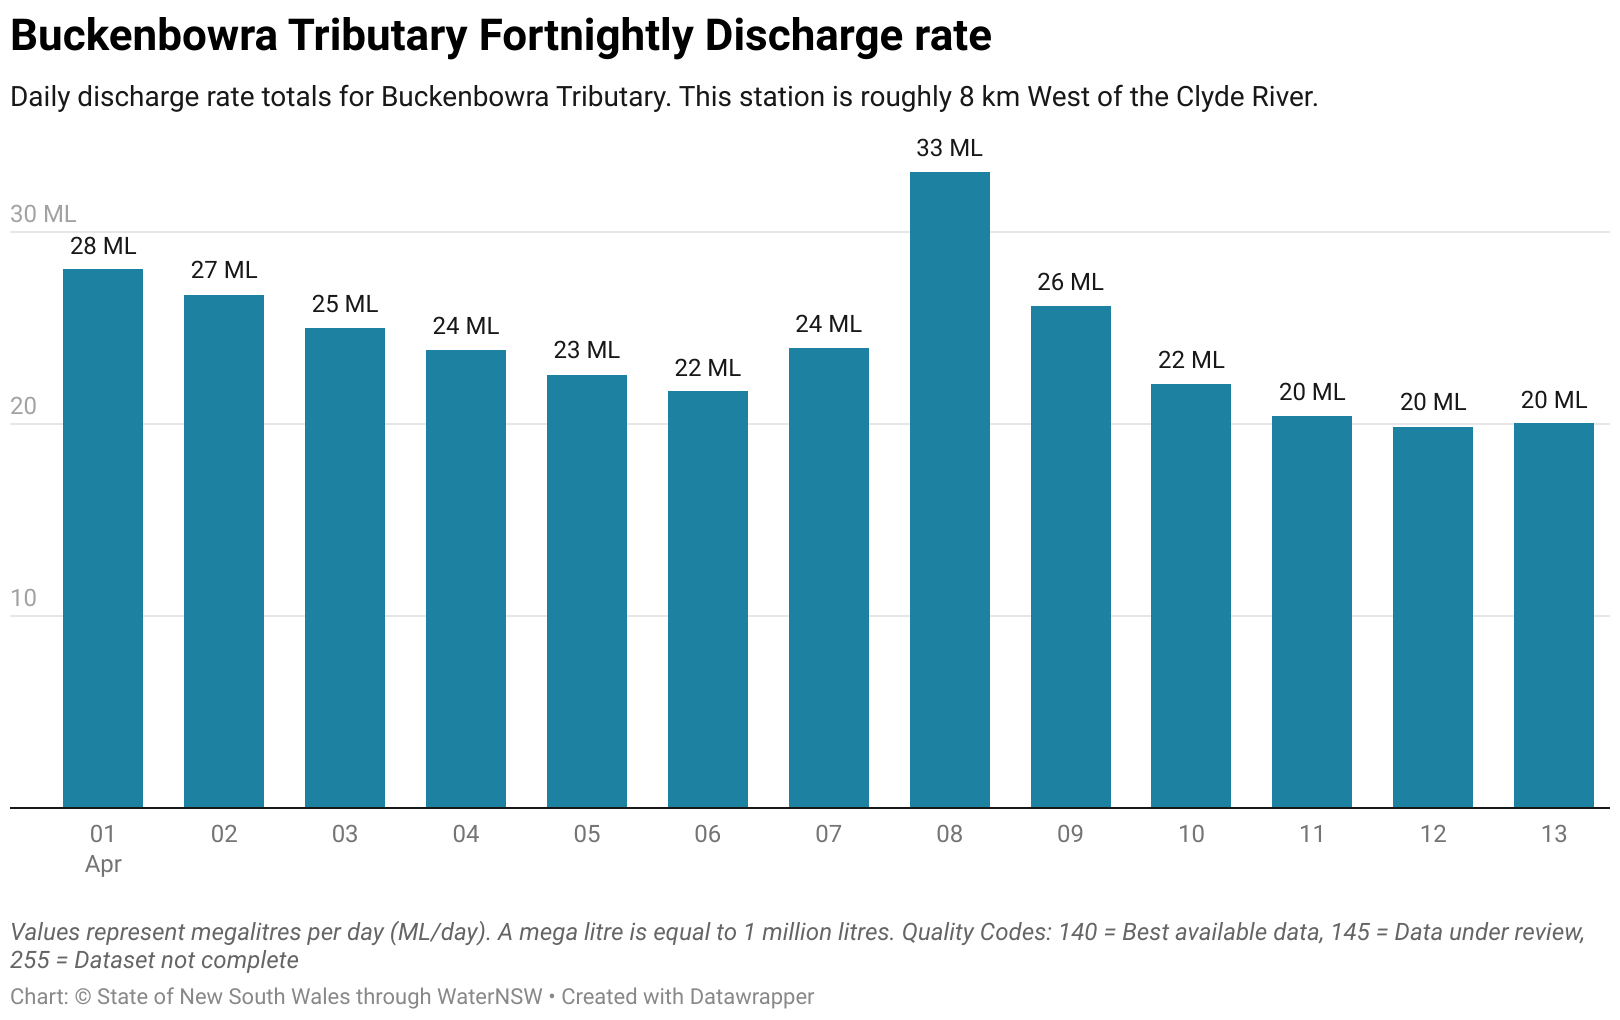 Buckenbowra Tributary Fortnightly Discharge rate
Daily discharge rate totals for Buckenbowra Tributary. This station is roughly 8 km West of the Clyde River.
33 ML
30 ML
28 ML
27 ML
26 ML
25 ML
24 ML
24 ML
23 ML
22 ML
22 ML
20 ML
20 ML
20 ML
20
10
01 02 03 04 05 06 07 08 09 10 11 12 13
Apr
Values represent megalitres per day (ML/day). A mega litre is equal to 1 million litres. Quality Codes: 140 = Best available data, 145 = Data under review,
255 = Dataset not complete
Chart: © State of New South Wales through WaterNSW • Created with Datawrapper